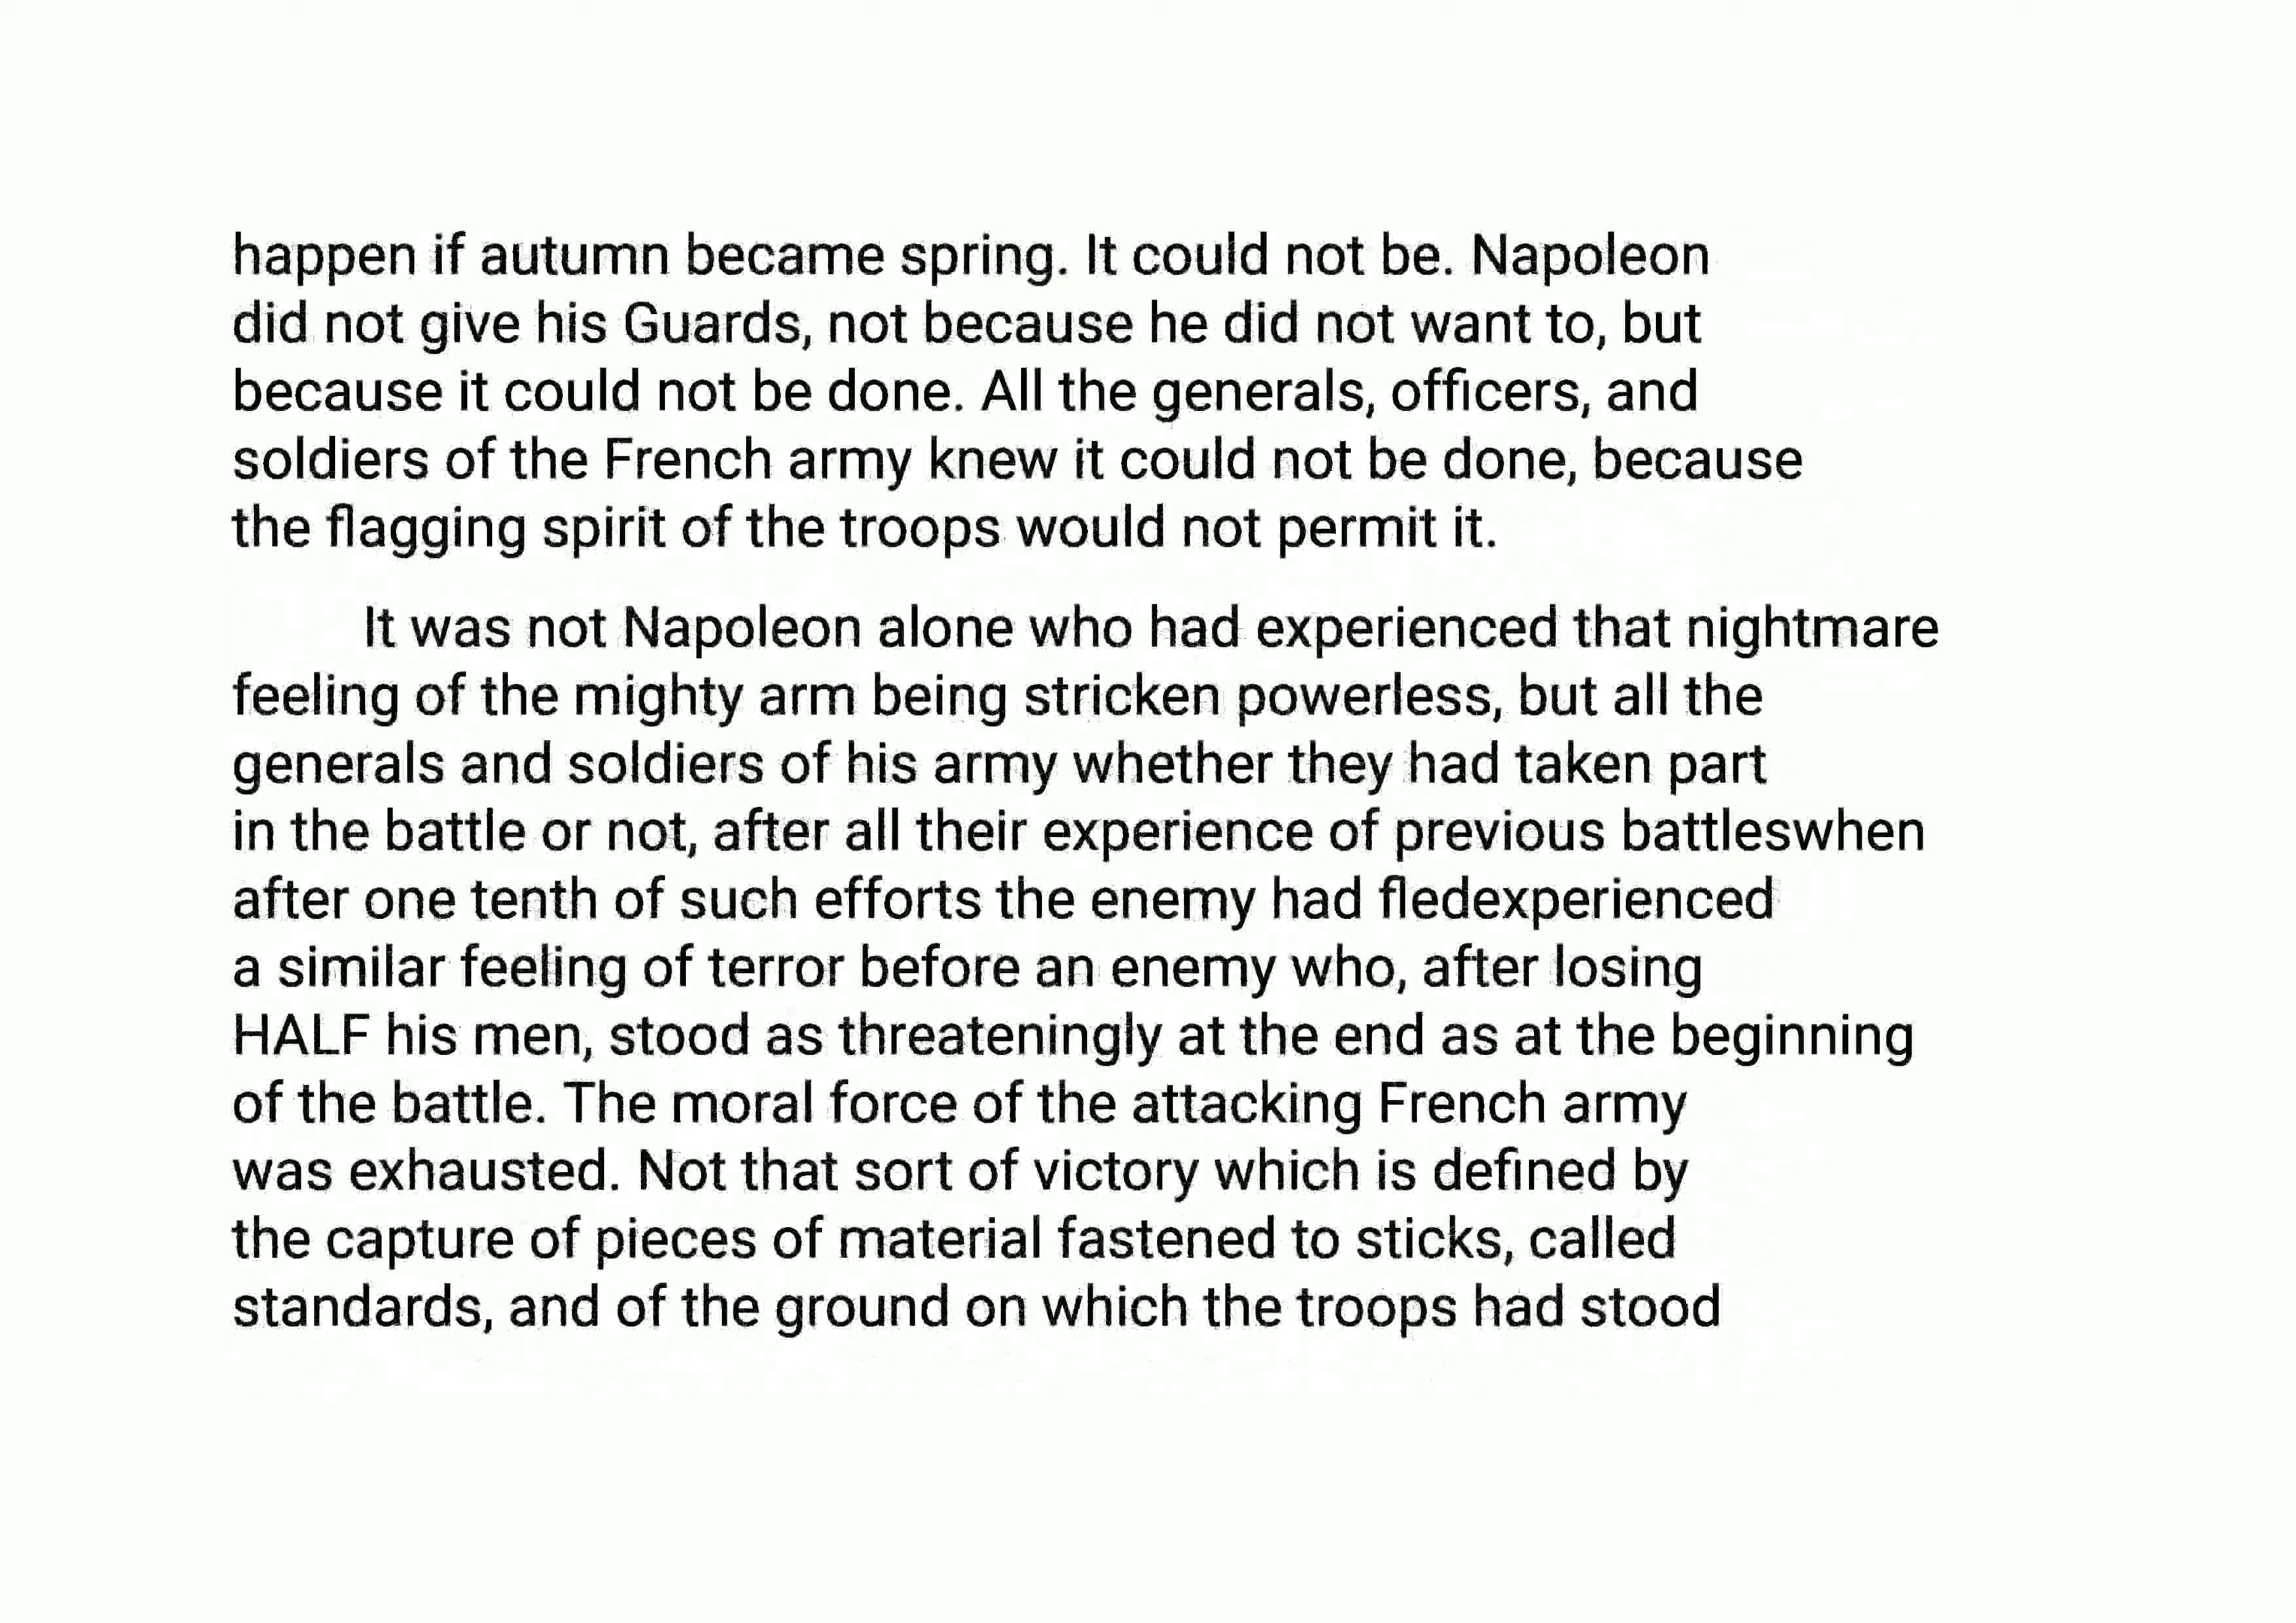 happen if autumn became spring. It could not be. Napoleon
did not give his Guards, not because he did not want to, but
because it could not be done. All the generals, officers, and
soldiers of the French army knew it could not be done, because
the flagging spirit of the troops would not permit it.
It was not Napoleon alone who had experienced that nightmare
feeling of the mighty arm being stricken powerless, but all the
generals and soldiers of his army whether they had taken part
in the battle or not, after all their experience of previous battleswhen
after one tenth of such efforts the enemy had fledexperienced
a similar feeling of terror before an enemy who, after losing
HALF his men, stood as threateningly at the end as at the beginning
of the battle. The moral force of the attacking French army
was exhausted. Not that sort of victory which is defined by
the capture of pieces of material fastened to sticks, called
standards, and of the ground on which the troops had stood